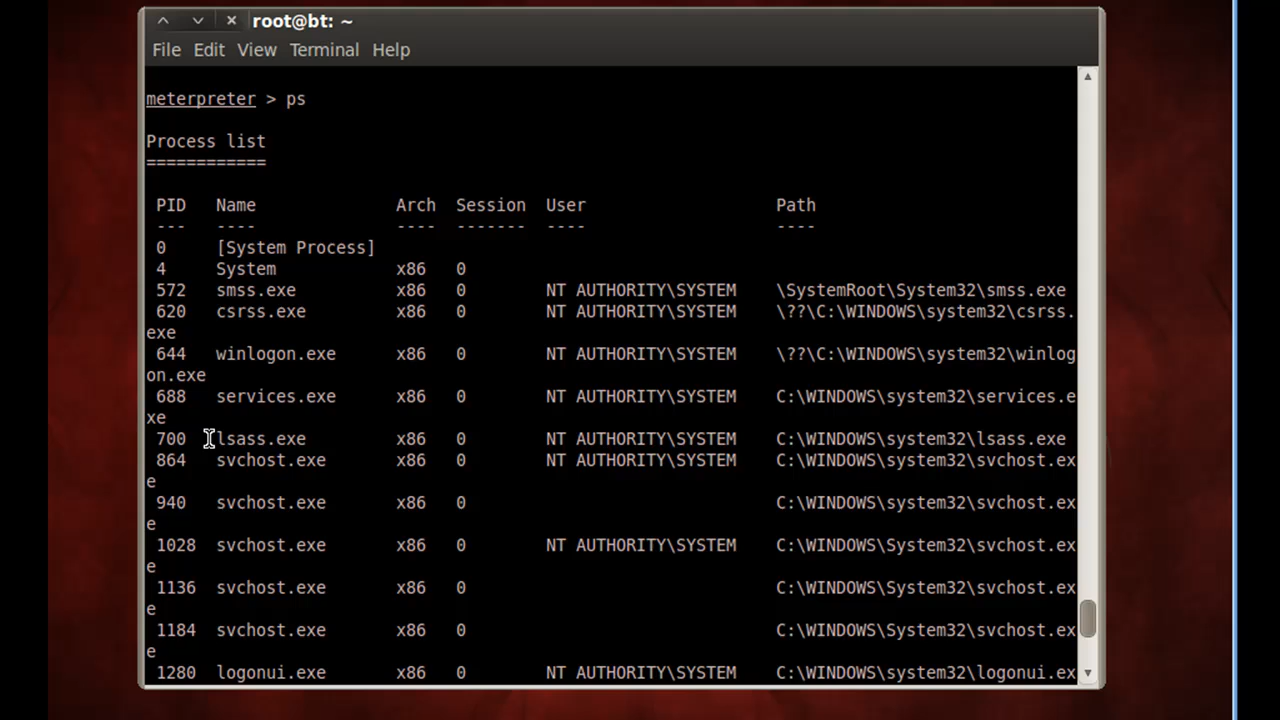 root@bt: ~
File Edit View Terminal Help
meterpreter > ps
Process list
============
PID Name Arch Session User Path
--- ---- ---- ------- ---- ----
0 [System Process]
4 System x86 0
572 smss.exe x86 0 NT AUTHORITY\SYSTEM \SystemRoot\System32\smss.exe
620 csrss.exe x86 0 NT AUTHORITY\SYSTEM \??\C:\WINDOWS\system32\csrss.
exe
644 winlogon.exe x86 0 NT AUTHORITY\SYSTEM \??\C:\WINDOWS\system32\winlog
on.exe
688 services.exe x86 0 NT AUTHORITY\SYSTEM C:\WINDOWS\system32\services.e
xe
700 lsass.exe x86 0 NT AUTHORITY\SYSTEM C:\WINDOWS\system32\lsass.exe
864 svchost.exe x86 0 NT AUTHORITY\SYSTEM C:\WINDOWS\system32\svchost.ex
e
940 svchost.exe x86 0 C:\WINDOWS\system32\svchost.ex
e
1028 svchost.exe x86 0 NT AUTHORITY\SYSTEM C:\WINDOWS\System32\svchost.ex
e
1136 svchost.exe x86 0 C:\WINDOWS\System32\svchost.ex
e
1184 svchost.exe x86 0 C:\WINDOWS\System32\svchost.ex
e
1280 logonui.exe x86 0 NT AUTHORITY\SYSTEM C:\WINDOWS\System32\logonui.ex